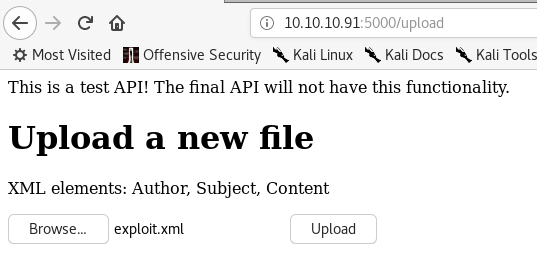 10.10.10.91:5000/upload
Most Visited Offensive Security Kali Linux Kali Docs Kali Tools
This is a test API! The final API will not have this functionality.
Upload a new file
XML elements: Author, Subject, Content
Browse... exploit.xml Upload